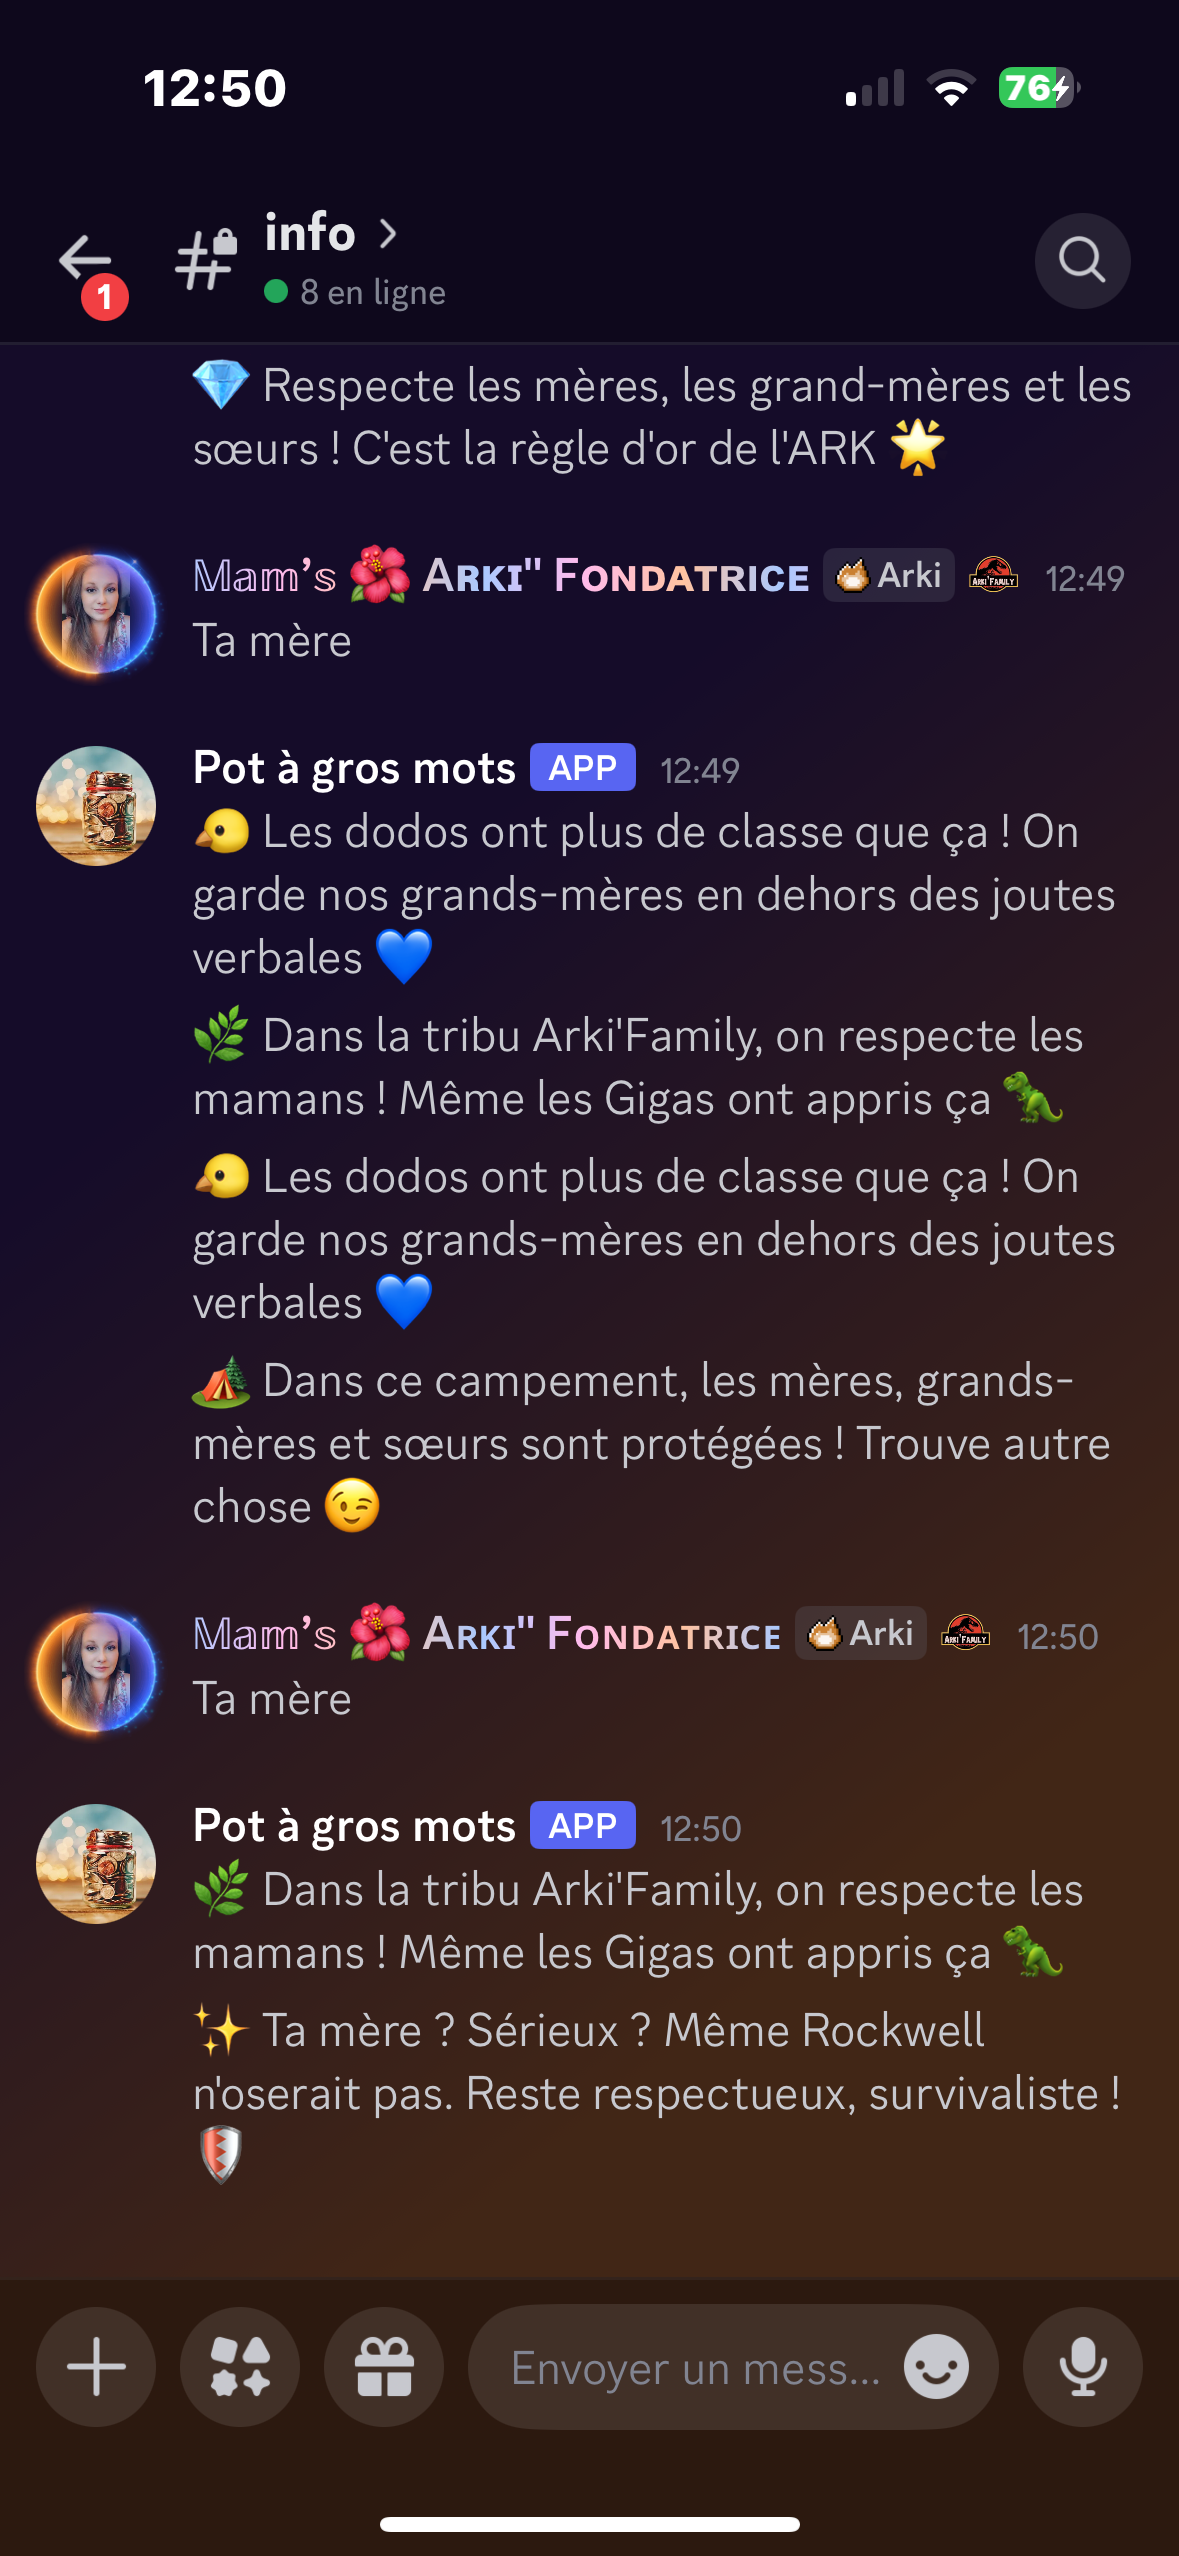 12:50
76
info
1
8 en ligne
💎 Respecte les mères, les grand-mères et les
sœurs ! C'est la règle d'or de l'ARK 🌟
𝕄𝕒𝕞'𝕤 🌺 Aʀᴋɪ" Fᴏɴᴅᴀᴛʀɪᴄᴇ Arki ARKI'FAMILY 12:49
Ta mère
Pot à gros mots APP 12:49
🐤 Les dodos ont plus de classe que ça ! On
garde nos grands-mères en dehors des joutes
verbales 💙
🌿 Dans la tribu Arki'Family, on respecte les
mamans ! Même les Gigas ont appris ça 🦖
🐤 Les dodos ont plus de classe que ça ! On
garde nos grands-mères en dehors des joutes
verbales 💙
🏕️ Dans ce campement, les mères, grands-
mères et sœurs sont protégées ! Trouve autre
chose 😉
𝕄𝕒𝕞'𝕤 🌺 Aʀᴋɪ" Fᴏɴᴅᴀᴛʀɪᴄᴇ Arki ARKI'FAMILY 12:50
Ta mère
Pot à gros mots APP 12:50
🌿 Dans la tribu Arki'Family, on respecte les
mamans ! Même les Gigas ont appris ça 🦖
✨ Ta mère ? Sérieux ? Même Rockwell
n'oserait pas. Reste respectueux, survivaliste !
🛡️
Envoyer un mess...